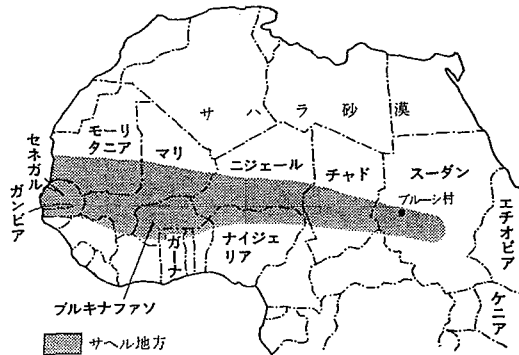 サハラ砂漠
モーリ
タニア
マリ
ニジェール
チャド
スーダン
ブルーシ村
セネガル
ガンビア
エチオピア
ガーナ
ナイジェ
リア
ブルキナファソ
ケニア
サヘル地方